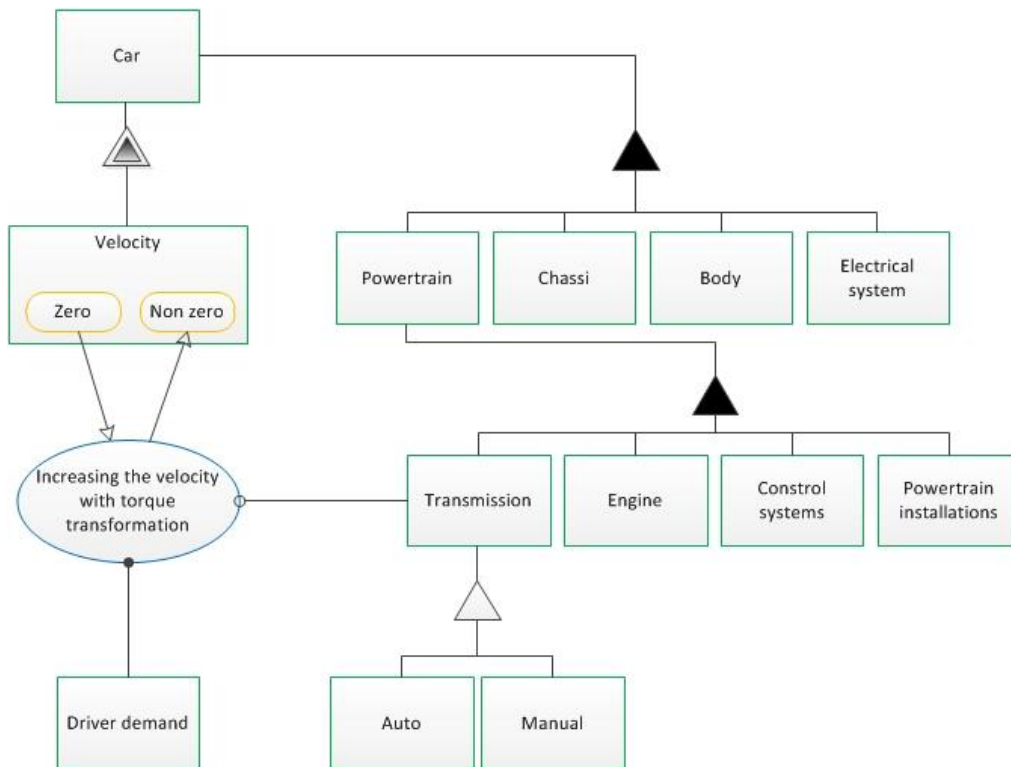 Car
Velocity
Zero
Non zero
Powertrain
Chassi
Body
Electrical
system
Increasing the velocity
with torque
transformation
Transmission
Engine
Constrol
systems
Powertrain
installations
Driver demand
Auto
Manual